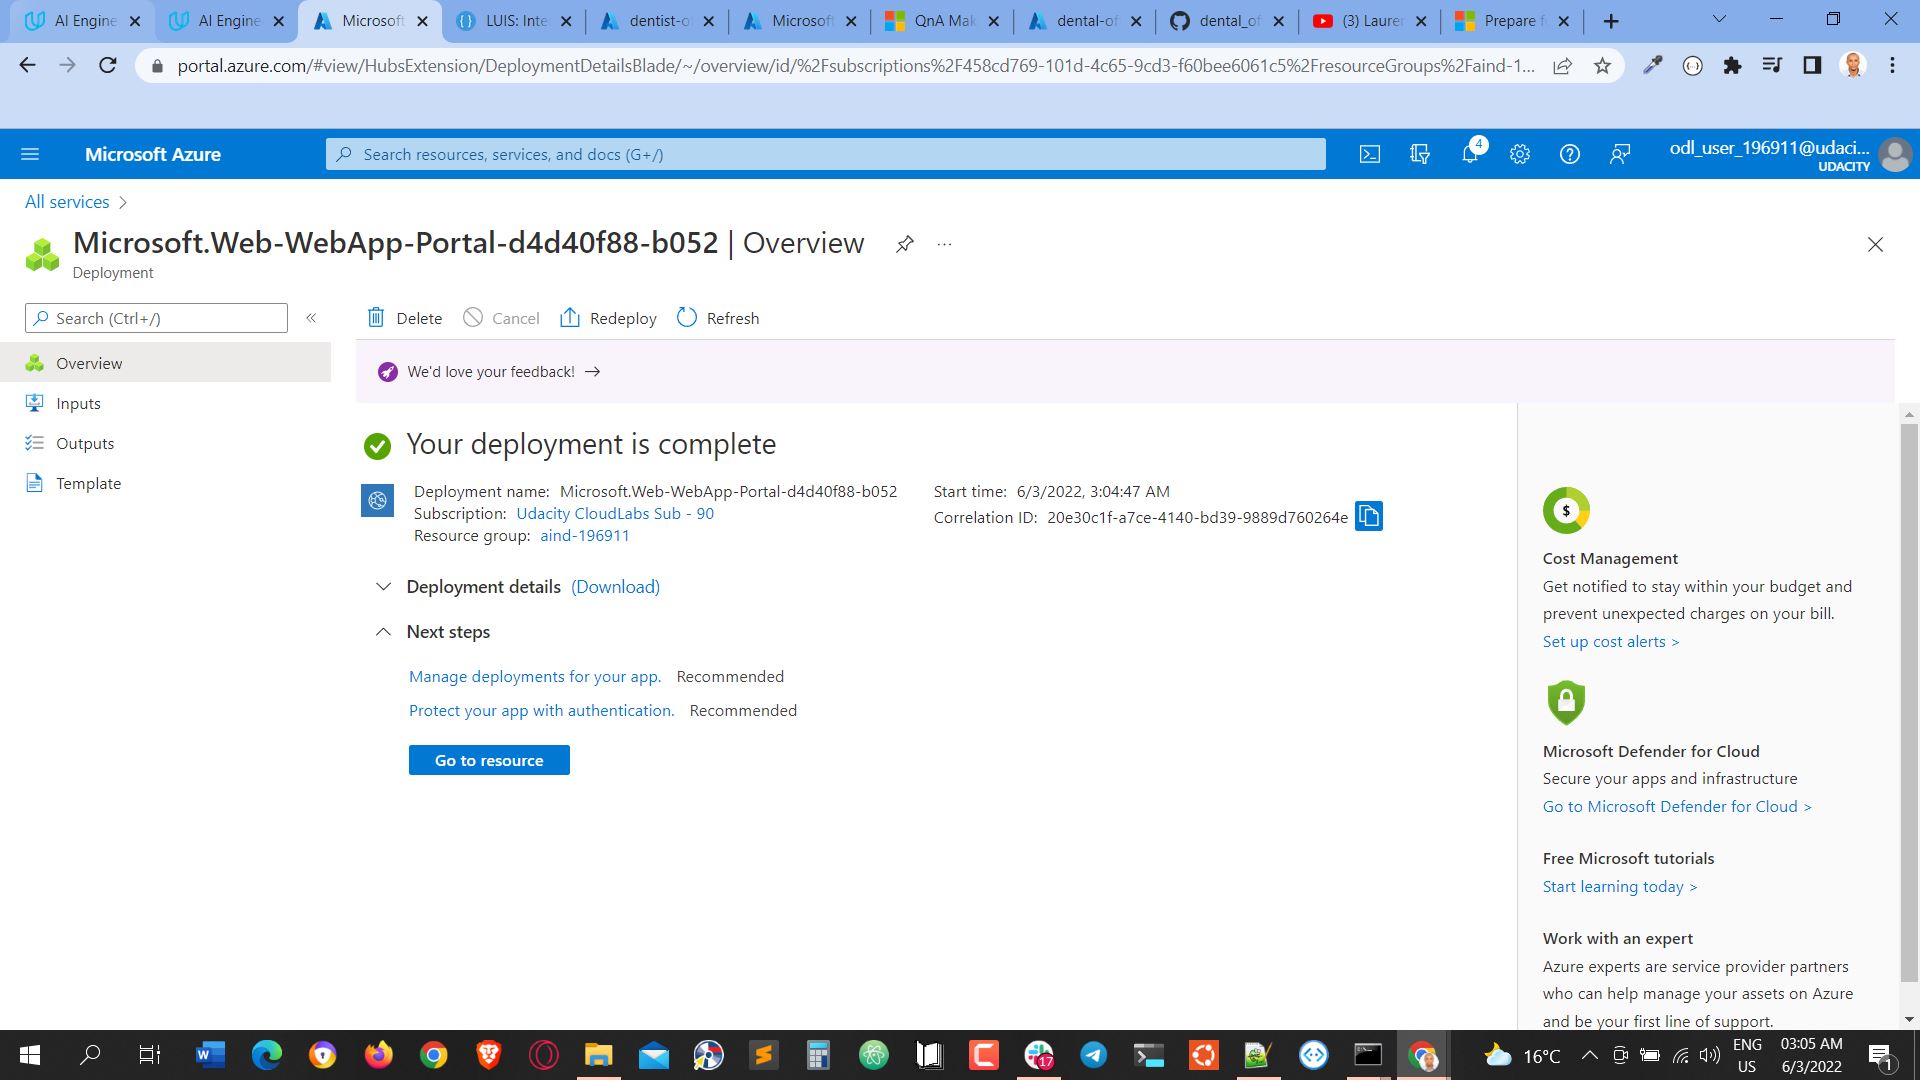 AI Engine
AI Engine
Microsoft
LUIS: Inte
dentist-o
Microsoft
QnA Mak
dental-of
dental_of
(3) Lauren
Prepare f
portal.azure.com/#view/HubsExtension/DeploymentDetailsBlade/~/overview/id/%2Fsubscriptions%2F458cd769-101d-4c65-9cd3-f60bee6061c5%2FresourceGroups%2Faind-1...
Microsoft Azure
Search resources, services, and docs (G+/)
4
odl_user_196911@udaci...
UDACITY
All services
Microsoft.Web-WebApp-Portal-d4d40f88-b052 | Overview
Deployment
Search (Ctrl+/)
Delete
Cancel
Redeploy
Refresh
Overview
Inputs
Outputs
Template
We'd love your feedback!
Your deployment is complete
Deployment name: Microsoft.Web-WebApp-Portal-d4d40f88-b052
Subscription: Udacity CloudLabs Sub - 90
Resource group: aind-196911
Start time: 6/3/2022, 3:04:47 AM
Correlation ID: 20e30c1f-a7ce-4140-bd39-9889d760264e
Deployment details (Download)
Next steps
Manage deployments for your app. Recommended
Protect your app with authentication. Recommended
Go to resource
$
Cost Management
Get notified to stay within your budget and
prevent unexpected charges on your bill.
Set up cost alerts >
Microsoft Defender for Cloud
Secure your apps and infrastructure
Go to Microsoft Defender for Cloud >
Free Microsoft tutorials
Start learning today >
Work with an expert
Azure experts are service provider partners
who can help manage your assets on Azure
and be your first line of support.
17
16°C
ENG
US
03:05 AM
6/3/2022
1